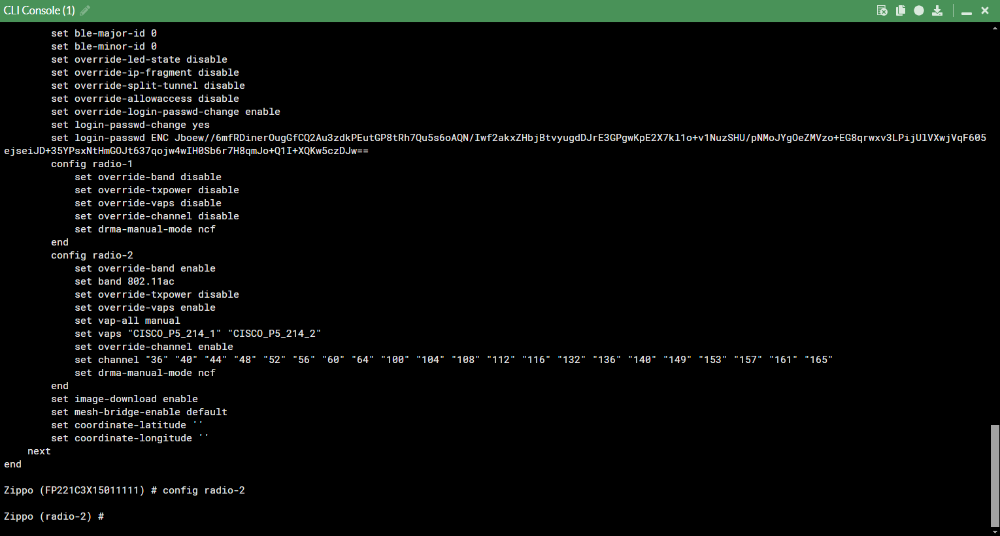 CLI Console (1)
set ble-major-id 0
set ble-minor-id 0
set override-led-state disable
set override-ip-fragment disable
set override-split-tunnel disable
set override-allowaccess disable
set override-login-passwd-change enable
set login-passwd-change yes
set login-passwd ENC Jboew//6mfRDinerOugGfCQ2Au3zdkPEutGP8tRh7Qu5s6oAQN/Iwf2akxZHbjBtvyugdDJrE3GPgwKpE2X7kl1o+v1NuzSHU/pNMoJYgOeZMVzo+EG8qrwxv3LPijUlVXwjVqF605
ejseiJD+35YPsxNtHmGOJt637qojw4wIH0Sb6r7H8qmJo+Q1I+XQKw5czDJw==
config radio-1
set override-band disable
set override-txpower disable
set override-vaps disable
set override-channel disable
set drma-manual-mode ncf
end
config radio-2
set override-band enable
set band 802.11ac
set override-txpower disable
set override-vaps enable
set vap-all manual
set vaps "CISCO_P5_214_1" "CISCO_P5_214_2"
set override-channel enable
set channel "36" "40" "44" "48" "52" "56" "60" "64" "100" "104" "108" "112" "116" "132" "136" "140" "149" "153" "157" "161" "165"
set drma-manual-mode ncf
end
set image-download enable
set mesh-bridge-enable default
set coordinate-latitude ''
set coordinate-longitude ''
next
end
Zippo (FP221C3X15011111) # config radio-2
Zippo (radio-2) #